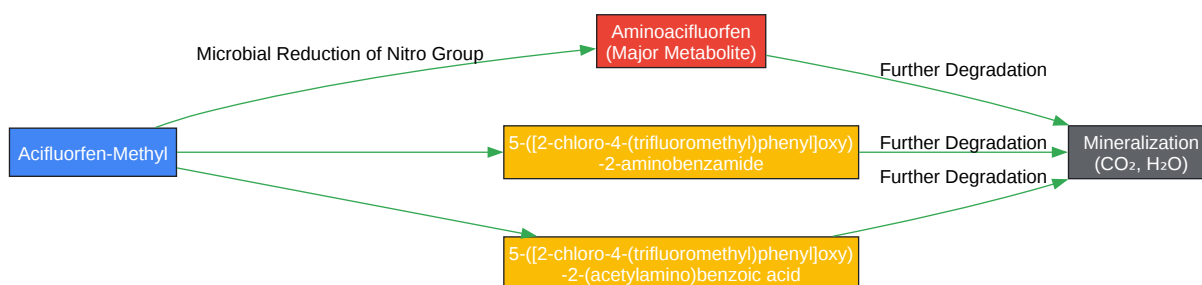 Microbial Reduction of Nitro Group
Aminoacifluorfen
(Major Metabolite)
Further Degradation
Acifluorfen-Methyl
5-([2-chloro-4-(trifluoromethyl)phenyl]oxy)
-2-aminobenzamide
Further Degradation
Mineralization
(CO₂, H₂O)
Further Degradation
5-([2-chloro-4-(trifluoromethyl)phenyl]oxy)
-2-(acetylamino)benzoic acid